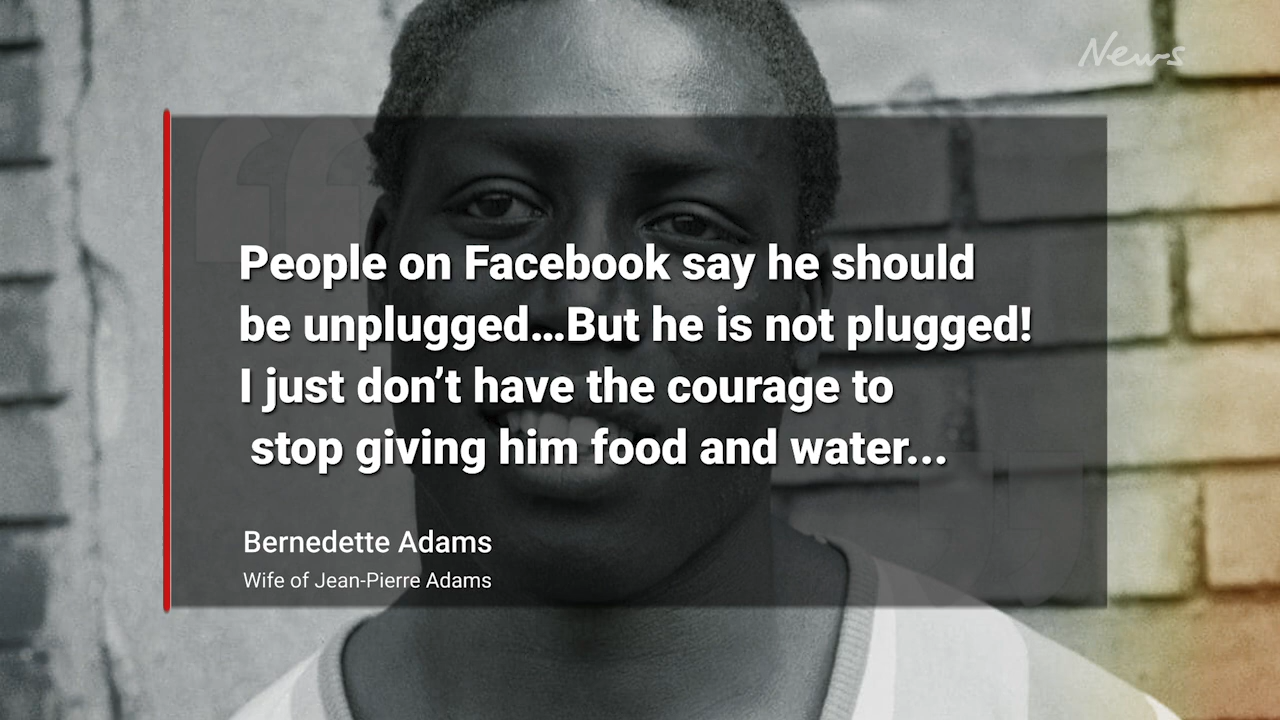 News
People on Facebook say he should
be unplugged...But he is not plugged!
I just don’t have the courage to
stop giving him food and water...
Bernedette Adams
Wife of Jean-Pierre Adams